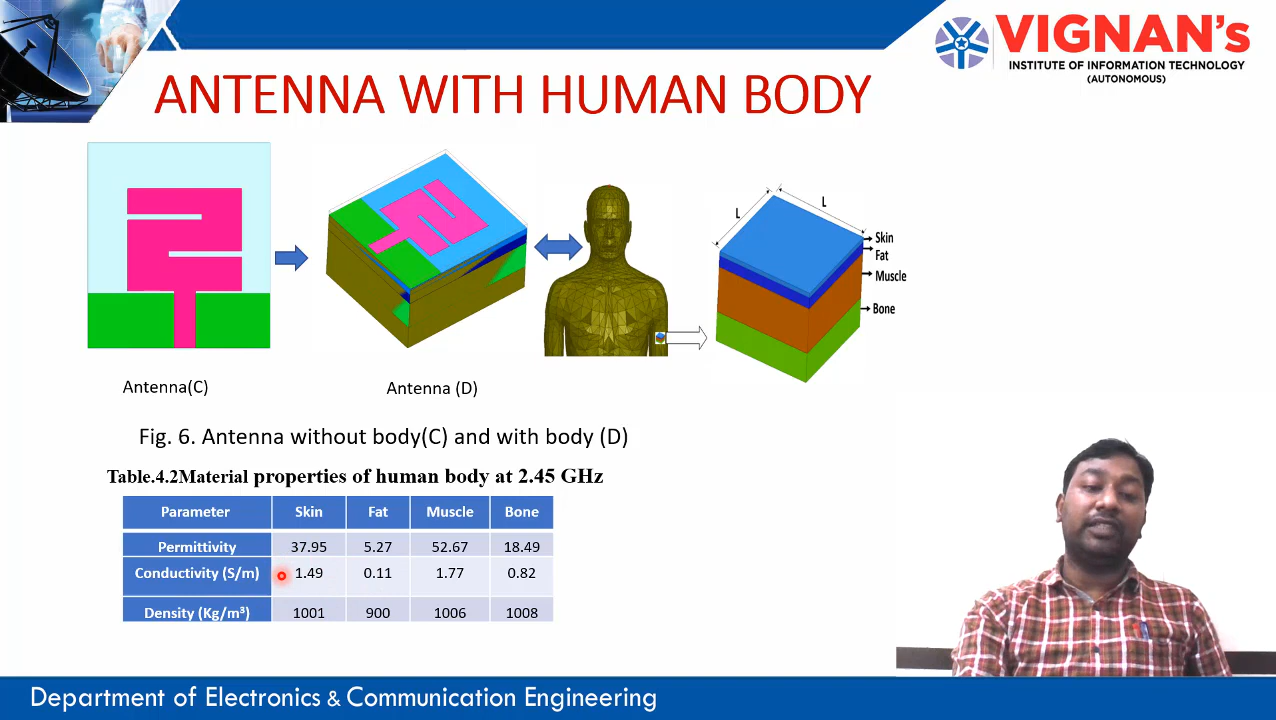 VIGNAN's
INSTITUTE OF INFORMATION TECHNOLOGY
(AUTONOMOUS)
ANTENNA WITH HUMAN BODY
L
L
Skin
Fat
Muscle
Bone
Antenna(C)
Antenna (D)
Fig. 6. Antenna without body(C) and with body (D)
Table.4.2Material properties of human body at 2.45 GHz
Parameter Skin Fat Muscle Bone
Permittivity 37.95 5.27 52.67 18.49
Conductivity (S/m) 1.49 0.11 1.77 0.82
Density (Kg/m³) 1001 900 1006 1008
Department of Electronics & Communication Engineering